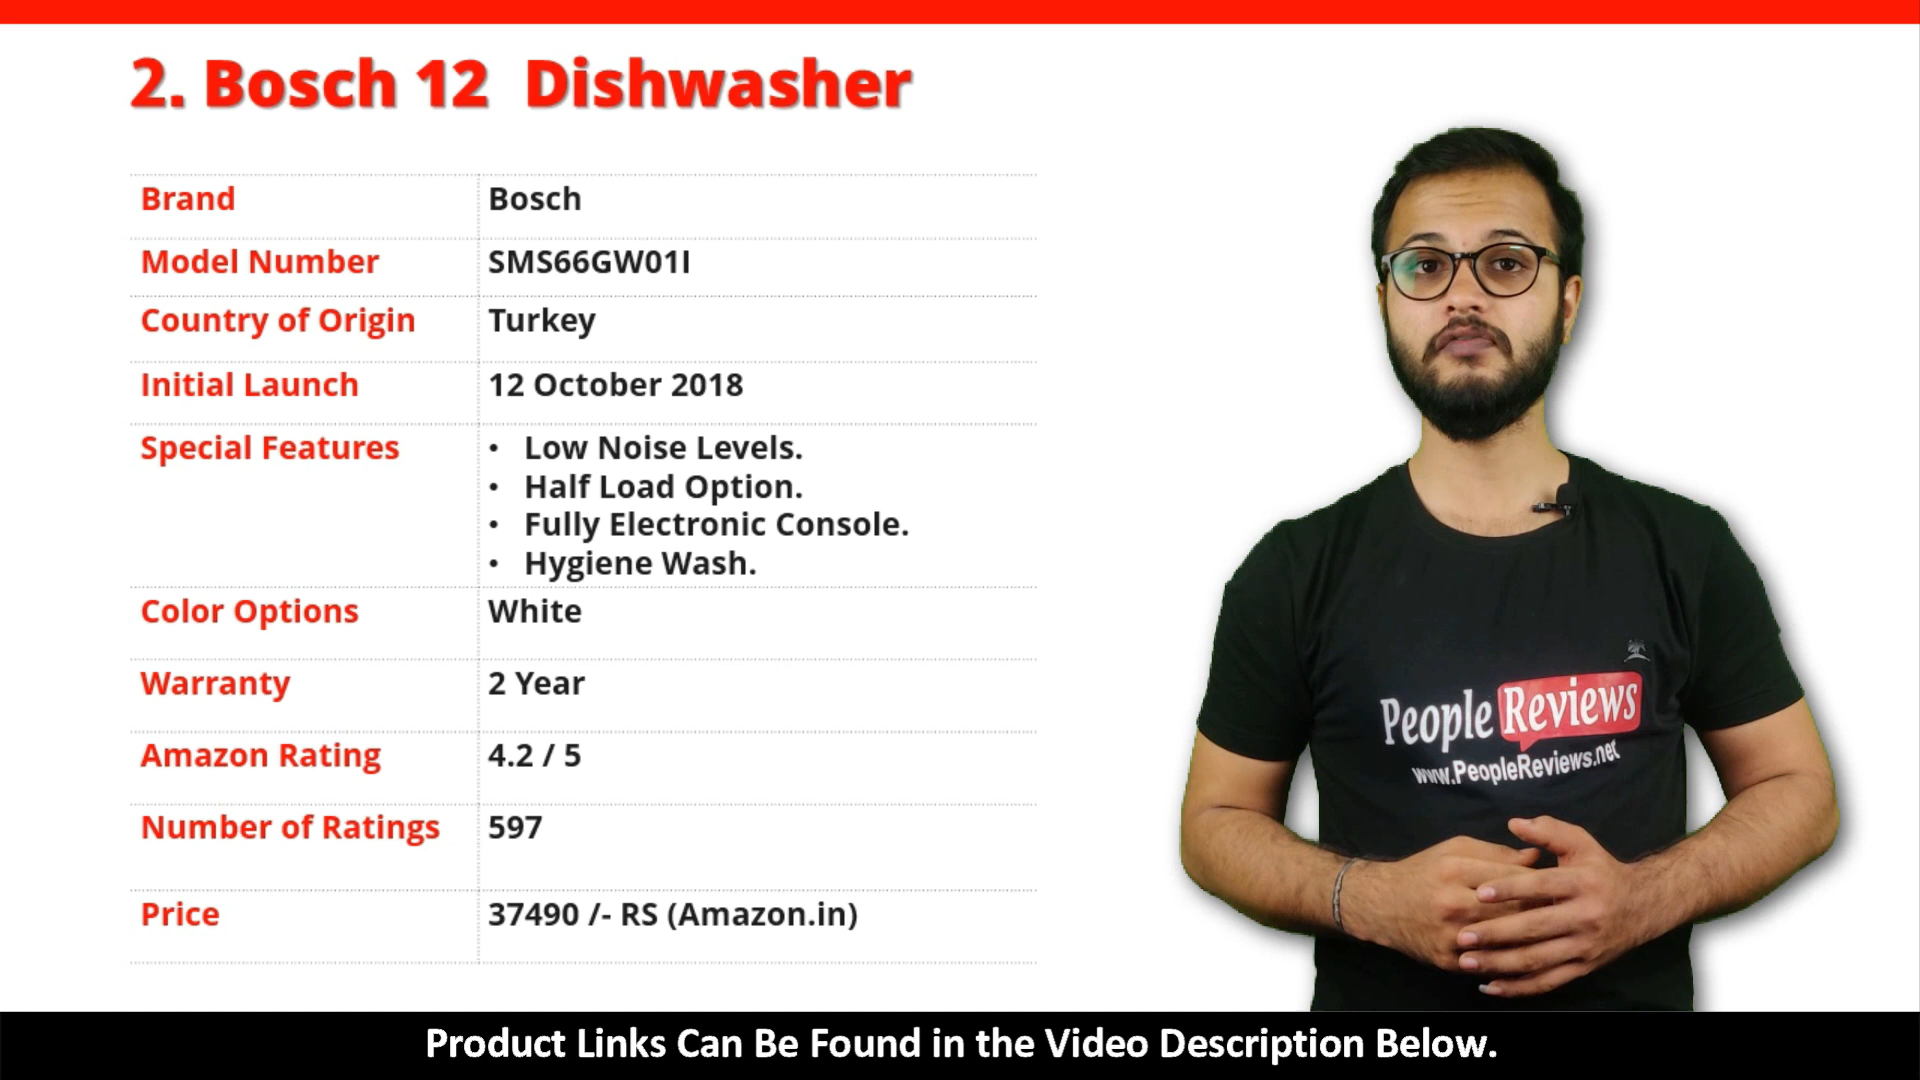 2. Bosch 12 Dishwasher
Brand Bosch
Model Number SMS66GW01I
Country of Origin Turkey
Initial Launch 12 October 2018
Special Features • Low Noise Levels.
• Half Load Option.
• Fully Electronic Console.
• Hygiene Wash.
Color Options White
Warranty 2 Year
Amazon Rating 4.2 / 5
Number of Ratings 597
Price 37490 /- RS (Amazon.in)
People Reviews
www.PeopleReviews.net
Product Links Can Be Found in the Video Description Below.